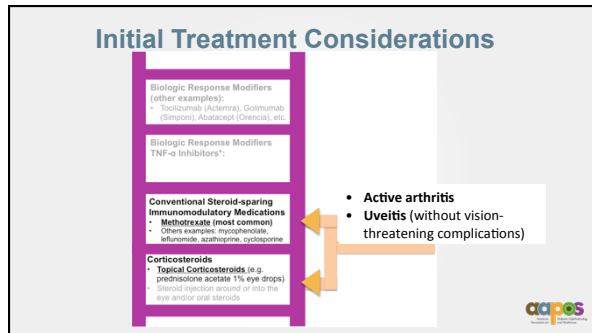 Initial Treatment Considerations
Biologic Response Modifiers
(other examples):
• Tocilizumab (Actemra), Golimumab
(Simponi), Abatacept (Orencia), etc.
Biologic Response Modifiers
TNF-α Inhibitors*:
Conventional Steroid-sparing
Immunomodulatory Medications
• Methotrexate (most common)
• Others examples: mycophenolate,
leflunomide, azathioprine, cyclosporine
• Active arthritis
• Uveitis (without vision-
threatening complications)
Corticosteroids
• Topical Corticosteroids (e.g.
prednisolone acetate 1% eye drops)
• Steroid injection around or into the
eye and/or oral steroids
aapos